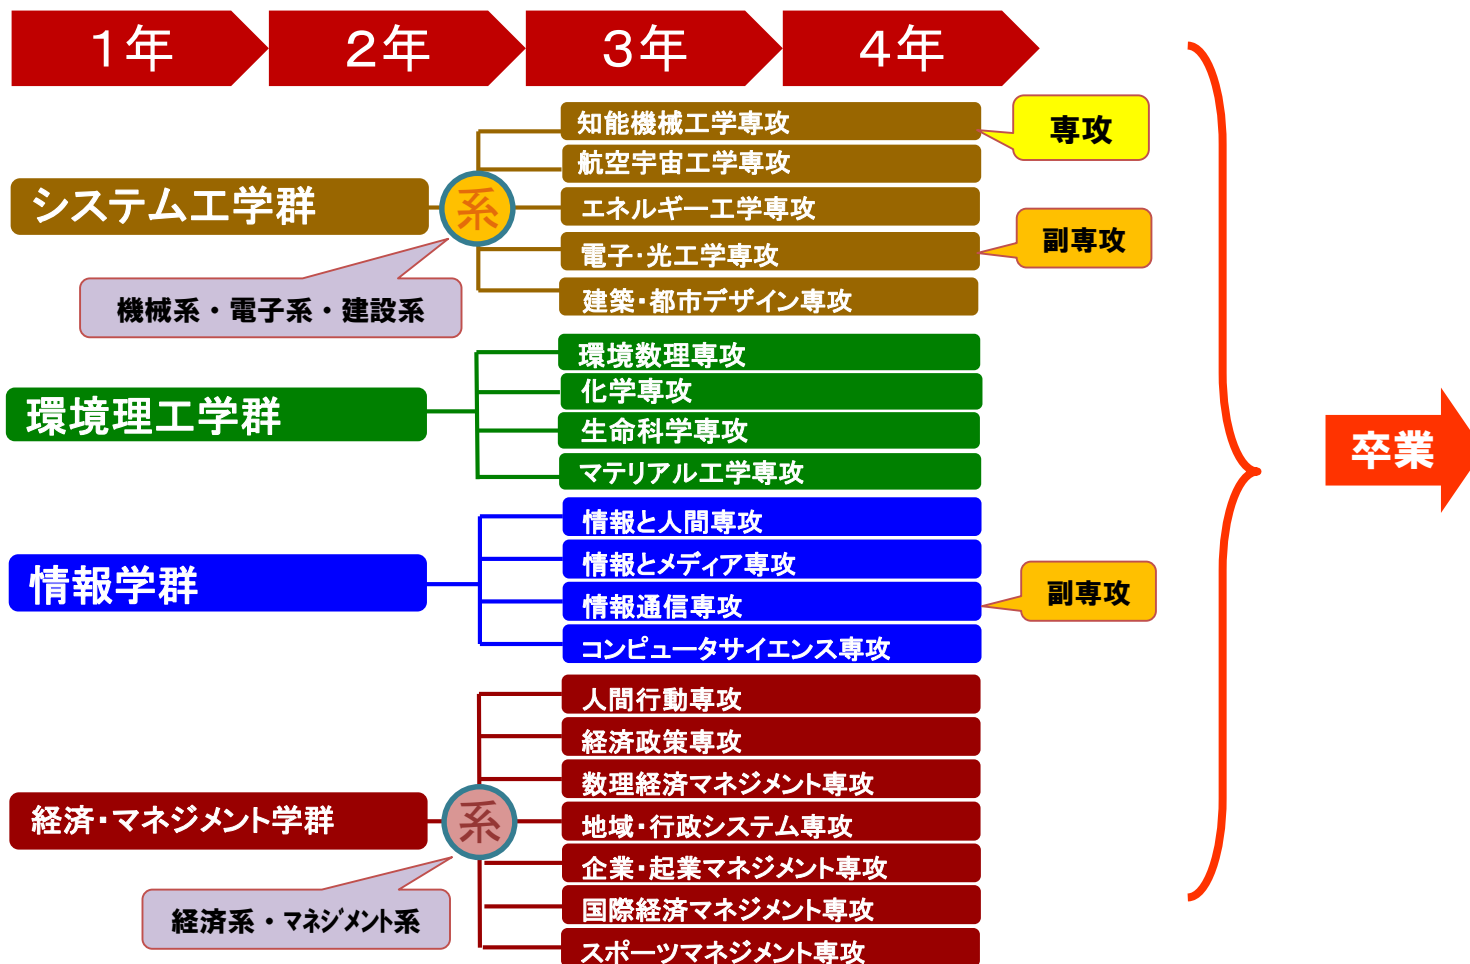 １年
２年
３年
４年
知能機械工学専攻
専攻
航空宇宙工学専攻
システム工学群
系
エネルギー工学専攻
電子・光工学専攻
副専攻
機械系・電子系・建設系
建築・都市デザイン専攻
環境数理専攻
化学専攻
環境理工学群
生命科学専攻
マテリアル工学専攻
卒業
情報と人間専攻
情報とメディア専攻
情報学群
情報通信専攻
副専攻
コンピュータサイエンス専攻
人間行動専攻
経済政策専攻
数理経済マネジメント専攻
経済・マネジメント学群
系
地域・行政システム専攻
企業・起業マネジメント専攻
経済系・マネジメント系
国際経済マネジメント専攻
スポーツマネジメント専攻